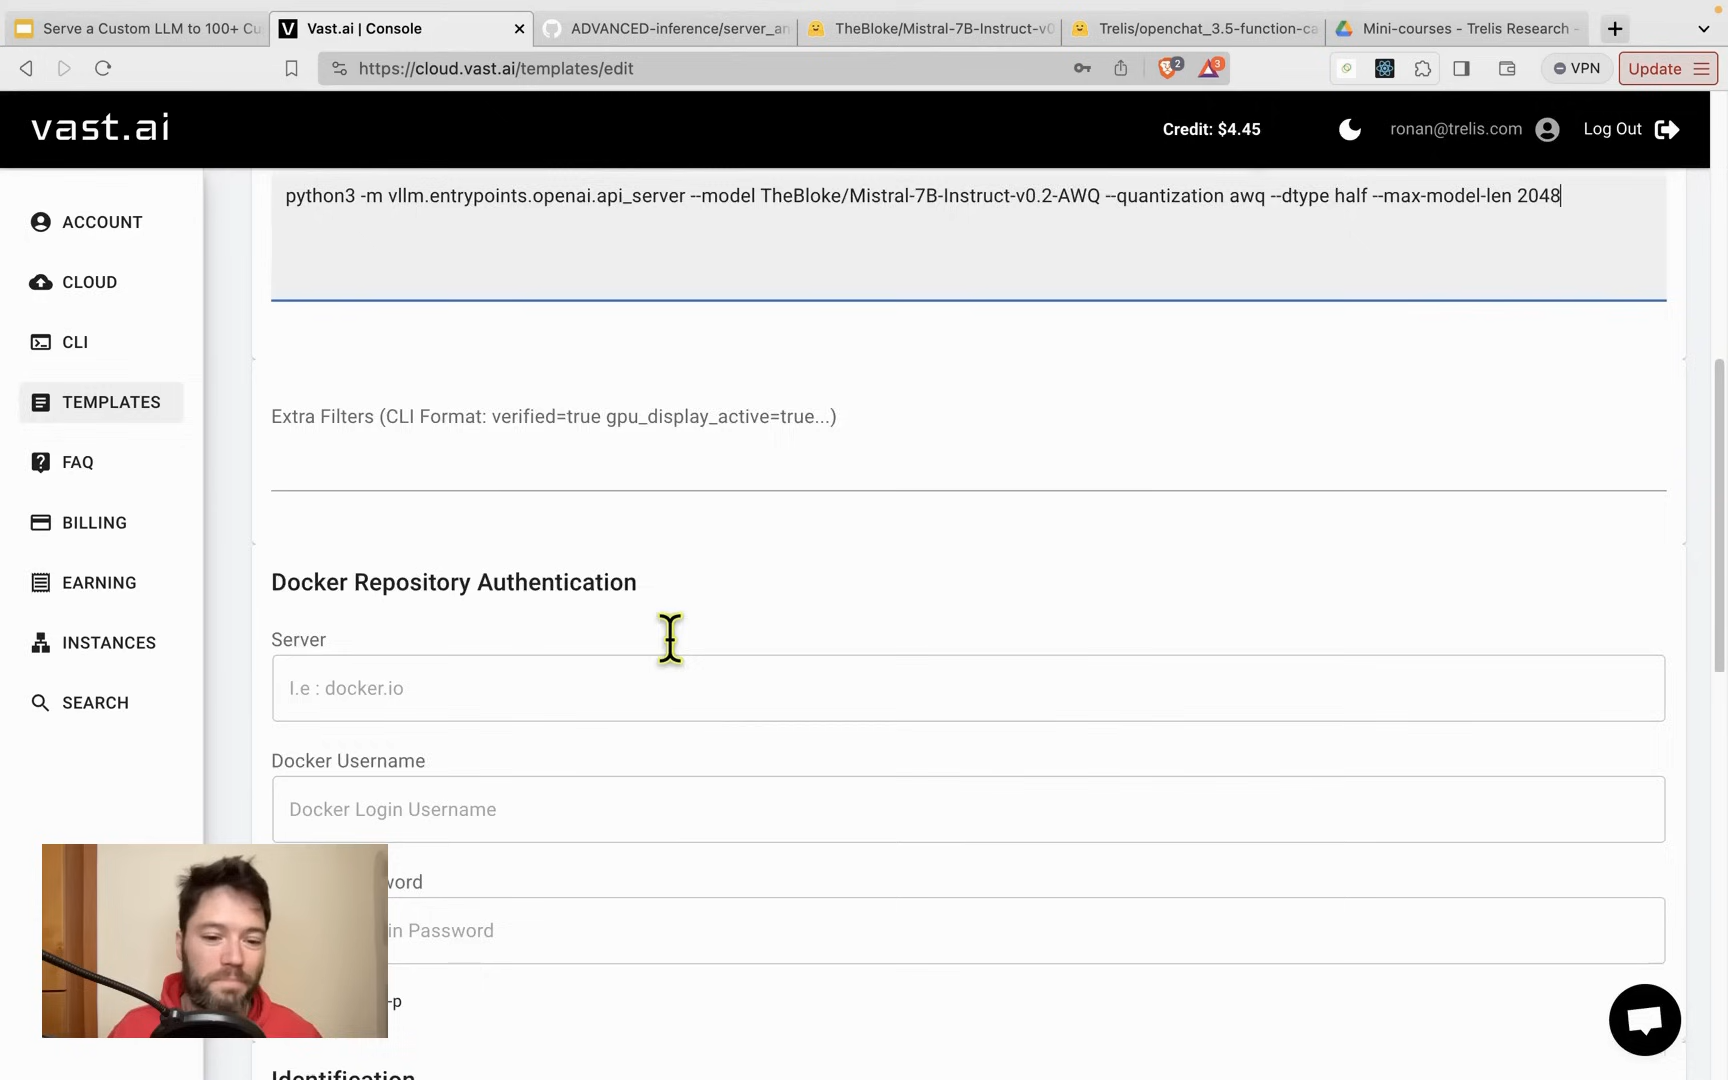 Serve a Custom LLM to 100+ Cu
Vast.ai | Console
ADVANCED-inference/server_an
TheBloke/Mistral-7B-Instruct-v0
Trelis/openchat_3.5-function-ca
Mini-courses - Trelis Research -
https://cloud.vast.ai/templates/edit
2
3
VPN
Update
vast.ai
Credit: $4.45
ronan@trelis.com
Log Out
python3 -m vllm.entrypoints.openai.api_server --model TheBloke/Mistral-7B-Instruct-v0.2-AWQ --quantization awq --dtype half --max-model-len 2048
ACCOUNT
CLOUD
CLI
TEMPLATES
FAQ
BILLING
EARNING
INSTANCES
SEARCH
Extra Filters (CLI Format: verified=true gpu_display_active=true...)
Docker Repository Authentication
Server
I.e : docker.io
Docker Username
Docker Login Username
word
in Password
-p
Identification